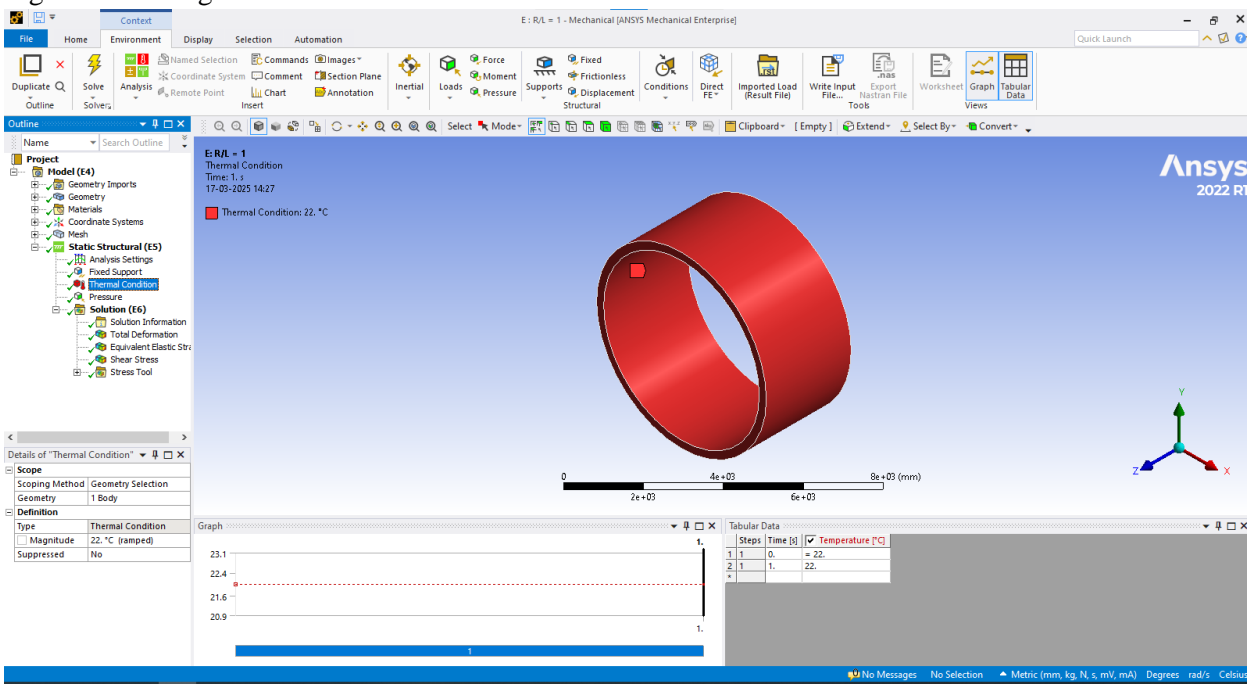 Context
E : R/L = 1 - Mechanical [ANSYS Mechanical Enterprise]
File Home Environment Display Selection Automation
Quick Launch
Duplicate Q
Outline
Solve
Solvers
Analysis
Named Selection
Coordinate System
Remote Point
Commands
Comment
Chart
Images
Section Plane
Annotation
Insert
Inertial
Loads
Force
Moment
Pressure
Supports
Fixed
Frictionless
Displacement
Conditions
Direct FE
Structural
Imported Load (Result File)
Write Input File...
Export .nas Nastran File
Tools
Worksheet
Graph
Tabular Data
Views
Outline
Name Search Outline
Select Mode Clipboard [ Empty ] Extend Select By Convert
Project
Model (E4)
Geometry Imports
Geometry
Materials
Coordinate Systems
Mesh
Static Structural (E5)
Analysis Settings
Fixed Support
Thermal Condition
Pressure
Solution (E6)
Solution Information
Total Deformation
Equivalent Elastic Stra
Shear Stress
Stress Tool
E: R/L = 1
Thermal Condition
Time: 1. s
17-03-2025 14:27
Thermal Condition: 22. °C
Ansys
2022 R1
0 4e+03 8e+03 (mm)
2e+03 6e+03
Y
Z X
Details of "Thermal Condition"
Scope
Scoping Method Geometry Selection
Geometry 1 Body
Definition
Type Thermal Condition
Magnitude 22. °C (ramped)
Suppressed No
Graph
1.
23.1
22.4
21.6
20.9
1.
1
Tabular Data
Steps Time [s] Temperature [°C]
1 1 0. = 22.
2 1 1. 22.
*
No Messages No Selection Metric (mm, kg, N, s, mV, mA) Degrees rad/s Celsius